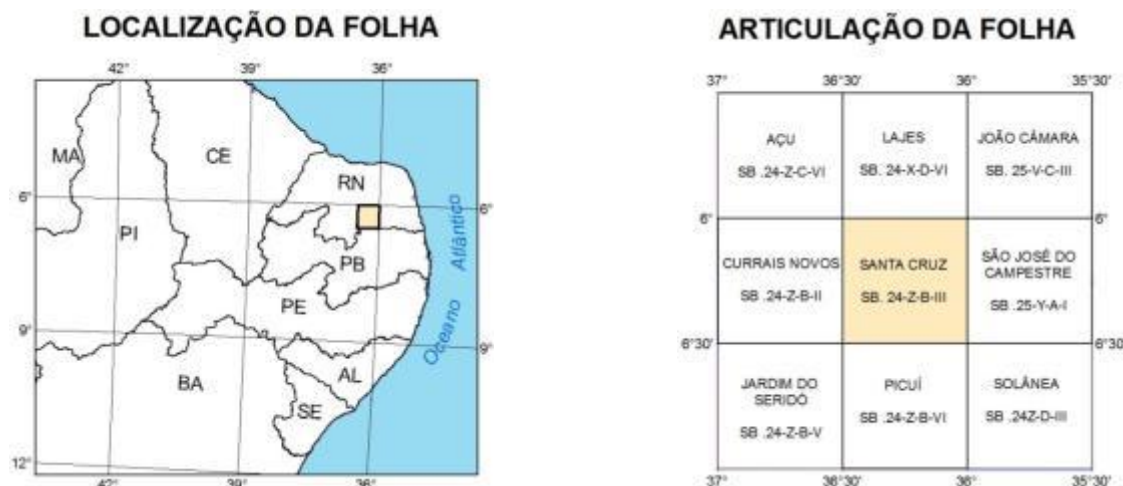 LOCALIZAÇÃO DA FOLHA
42°
39°
36°
MA
CE
RN
6°
6°
PI
PB
PE
Oceano Atlântico
9°
9°
BA
AL
SE
12°
42°
39°
36°
ARTICULAÇÃO DA FOLHA
37°
36°30'
36°
35°30'
AÇU
SB .24-Z-C-VI
LAJES
SB. 24-X-D-VI
JOÃO CÂMARA
SB. 25-V-C-III
6°
6°
CURRAIS NOVOS
SB .24-Z-B-II
SANTA CRUZ
SB. 24-Z-B-III
SÃO JOSÉ DO
CAMPESTRE
SB .25-Y-A-I
6°30'
6°30'
JARDIM DO
SERIDÓ
SB .24-Z-B-V
PICUÍ
SB .24-Z-B-VI
SOLÂNEA
SB .24Z-D-III
37°
36°30'
36°
35°30'